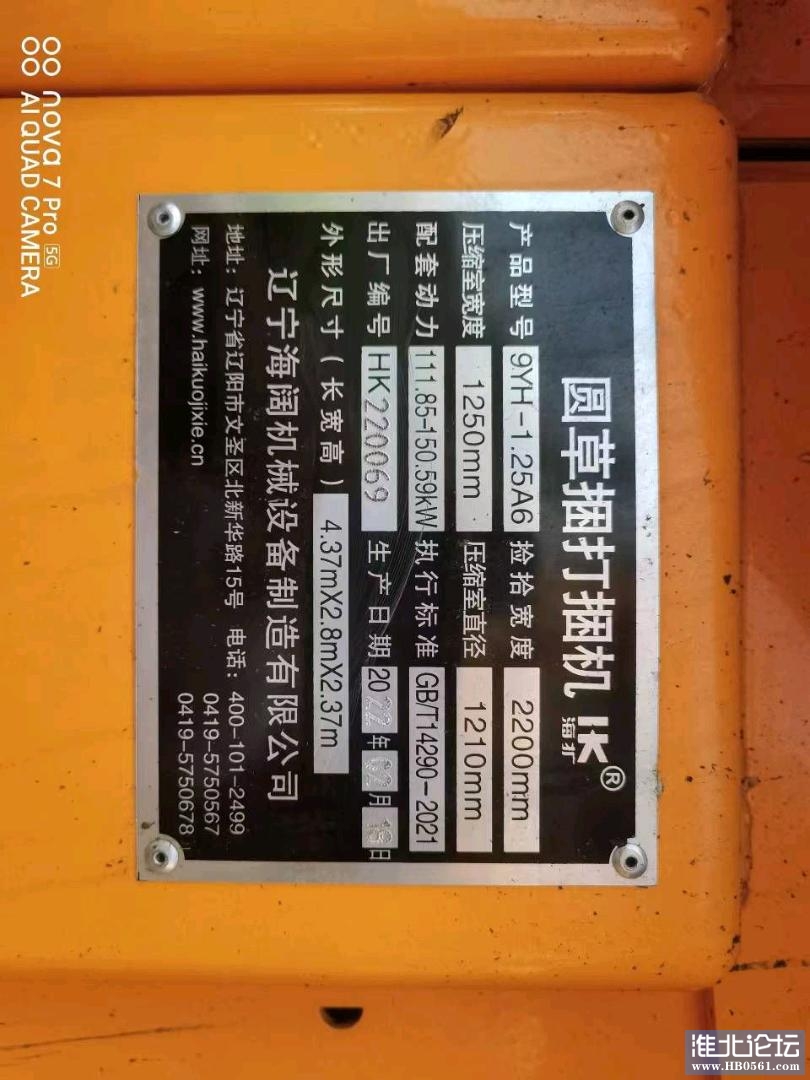 圆草捆打捆机 HK®
海扩
产品型号 9YH-1.25A6 捡拾宽度 2200mm
压缩室宽度 1250mm 压缩室直径 1210mm
配套动力 111.85-150.59kW 执行标准 GB/T14290-2021
出厂编号 HK220069 生产日期 2022年02月16日
外形尺寸(长宽高) 4.37mX2.8mX2.37m
辽宁海阔机械设备制造有限公司
地址：辽宁省辽阳市文圣区北新华路15号 电话：400-101-2499
0419-5750567
网址：www.haikuojixie.cn 0419-5750678
nova 7 Pro 5G
AI QUAD CAMERA
淮北论坛
www.HB0561.com